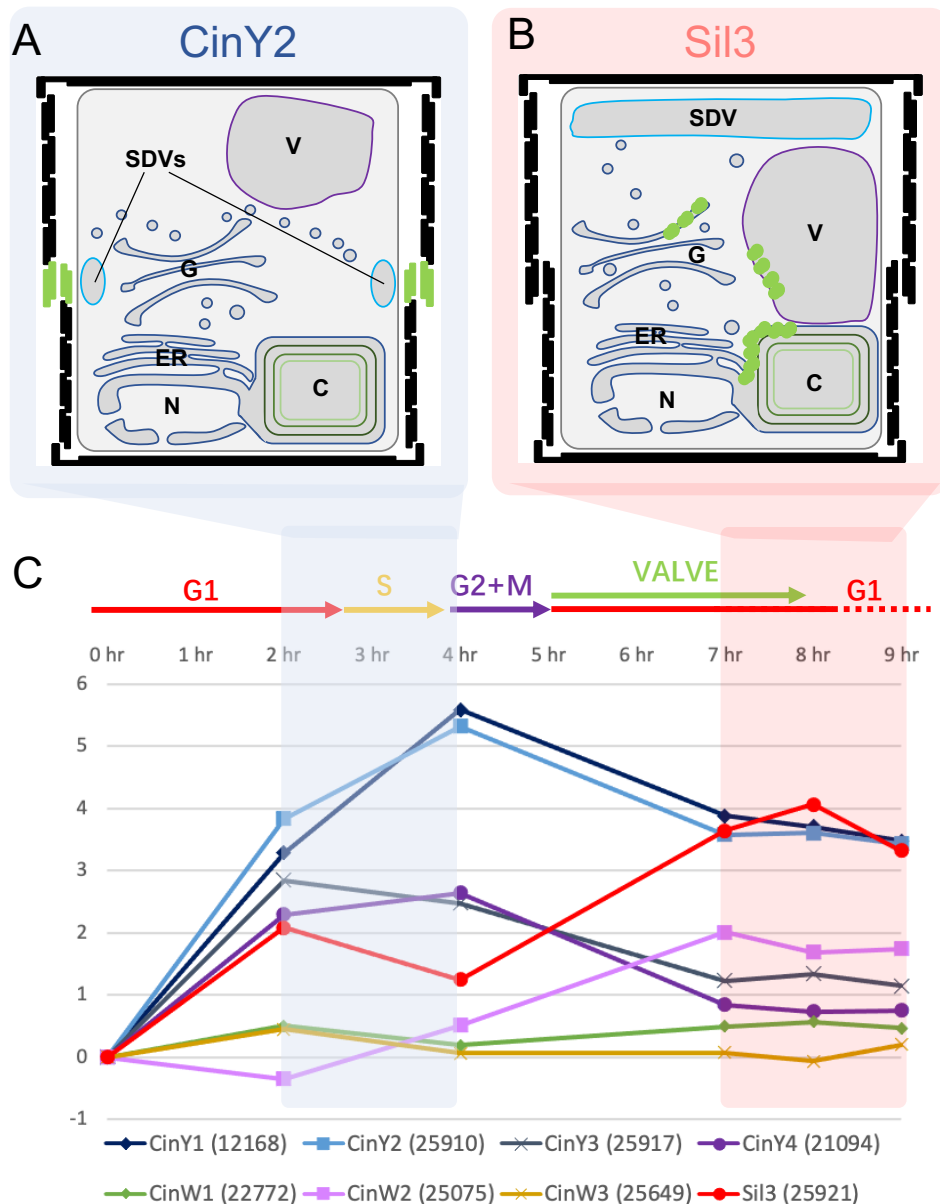 A CinY2
B Sil3
SDVs
V
G
ER
N
C
SDV
V
G
ER
N
C
C
G1 S G2+M VALVE G1
0 hr 1 hr 2 hr 3 hr 4 hr 5 hr 6 hr 7 hr 8 hr 9 hr
6
5
4
3
2
1
0
-1
CinY1 (12168) CinY2 (25910) CinY3 (25917) CinY4 (21094)
CinW1 (22772) CinW2 (25075) CinW3 (25649) Sil3 (25921)